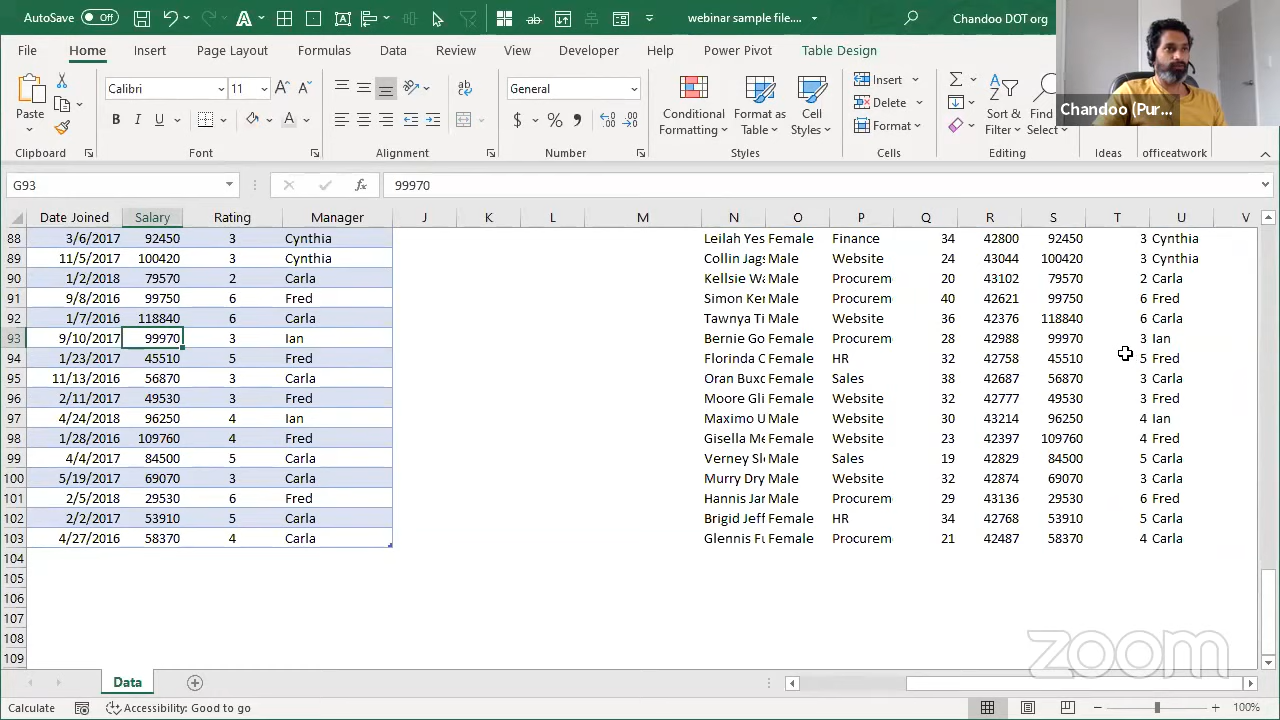 AutoSave Off webinar sample file.... Chandoo DOT org
File Home Insert Page Layout Formulas Data Review View Developer Help Power Pivot Table Design
Chandoo (Pur...
Calibri 11 General Insert
Paste Conditional Formatting Format as Table Cell Styles Delete Sort & Filter Find Select
B I U A $ % Format
Clipboard Font Alignment Number Styles Cells Editing Ideas officeatwork
G93 fx 99970
Date Joined Salary Rating Manager J K L M N O P Q R S T U V
88 3/6/2017 92450 3 Cynthia Leilah Yes Female Finance 34 42800 92450 3 Cynthia
89 11/5/2017 100420 3 Cynthia Collin Jags Male Website 24 43044 100420 3 Cynthia
90 1/2/2018 79570 2 Carla Kellsie Wa Male Procurem 20 43102 79570 2 Carla
91 9/8/2016 99750 6 Fred Simon Ker Male Procurem 40 42621 99750 6 Fred
92 1/7/2016 118840 6 Carla Tawnya Ti Male Website 36 42376 118840 6 Carla
93 9/10/2017 99970 3 Ian Bernie Go Female Procurem 28 42988 99970 3 Ian
94 1/23/2017 45510 5 Fred Florinda C Male HR 32 42758 45510 5 Fred
95 11/13/2016 56870 3 Carla Oran Buxc Female Sales 38 42687 56870 3 Carla
96 2/11/2017 49530 3 Fred Moore Gli Female Website 32 42777 49530 3 Fred
97 4/24/2018 96250 4 Ian Maximo U Male Website 30 43214 96250 4 Ian
98 1/28/2016 109760 4 Fred Gisella Me Female Website 23 42397 109760 4 Fred
99 4/4/2017 84500 5 Carla Verney Slo Male Sales 19 42829 84500 5 Carla
100 5/19/2017 69070 3 Carla Murry Dry Male Website 32 42874 69070 3 Carla
101 2/5/2018 29530 6 Fred Hannis Jar Male Procurem 29 43136 29530 6 Fred
102 2/2/2017 53910 5 Carla Brigid Jeff Female HR 34 42768 53910 5 Carla
103 4/27/2016 58370 4 Carla Glennis Fu Female Procurem 21 42487 58370 4 Carla
104
105
106
107
108
109
zoom
Data
Calculate Accessibility: Good to go 100%